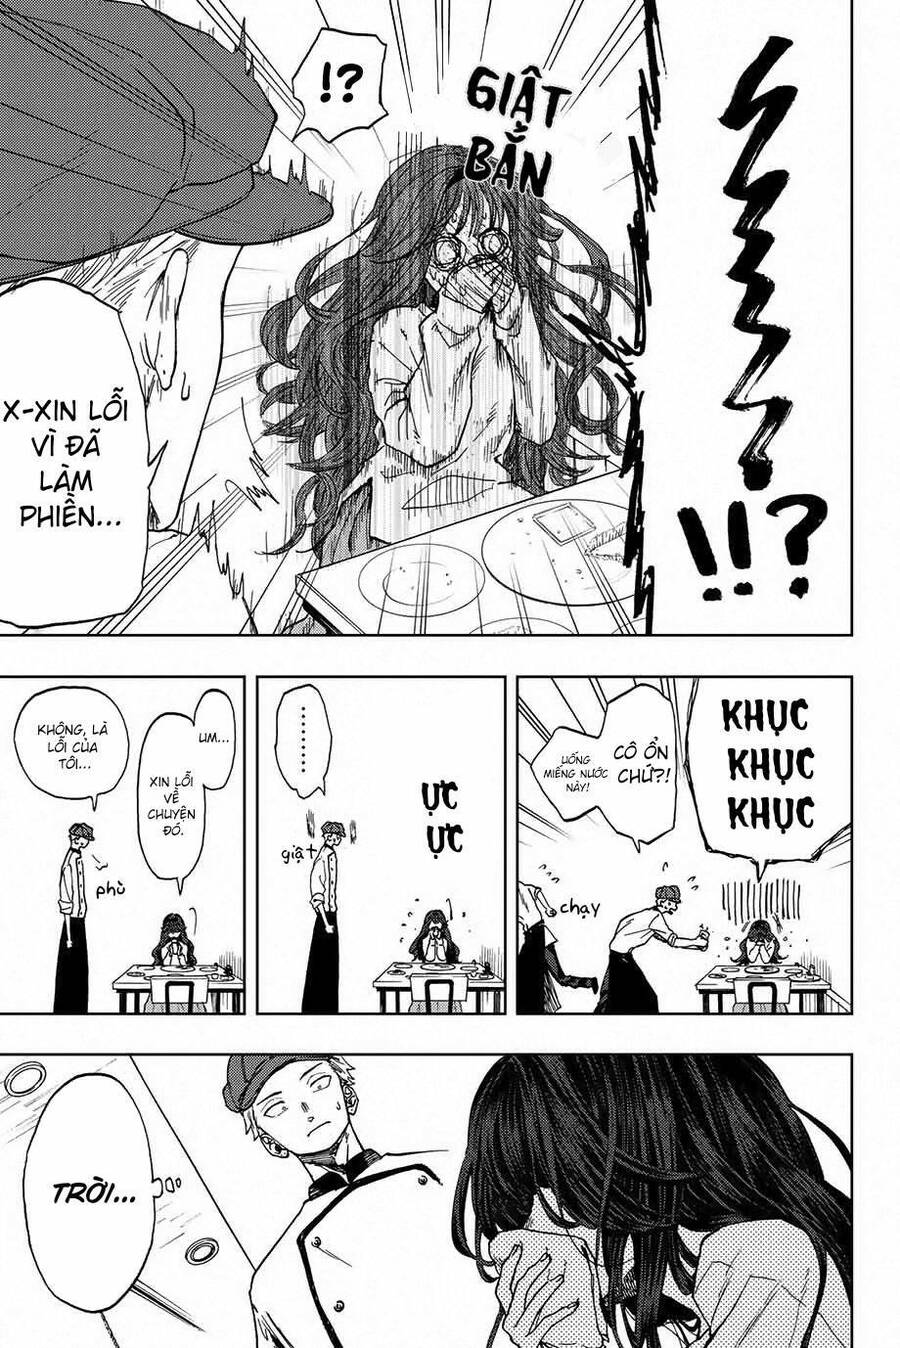 !!?
GIẬT
BẮN
!?
X-XIN LỖI
VÌ ĐÃ
LÀM
PHIỀN...
KHỤC
KHỤC
KHỤC
CÔ ỔN
CHỨ?!
UỐNG
MIẾNG NƯỚC
NÀY!
chạy
ỰC
ỰC
........
giật
UM...
XIN LỖI
VỀ
CHUYỆN
ĐÓ.
KHÔNG, LÀ
LỖI CỦA
TÔI...
phù
TRỜI...